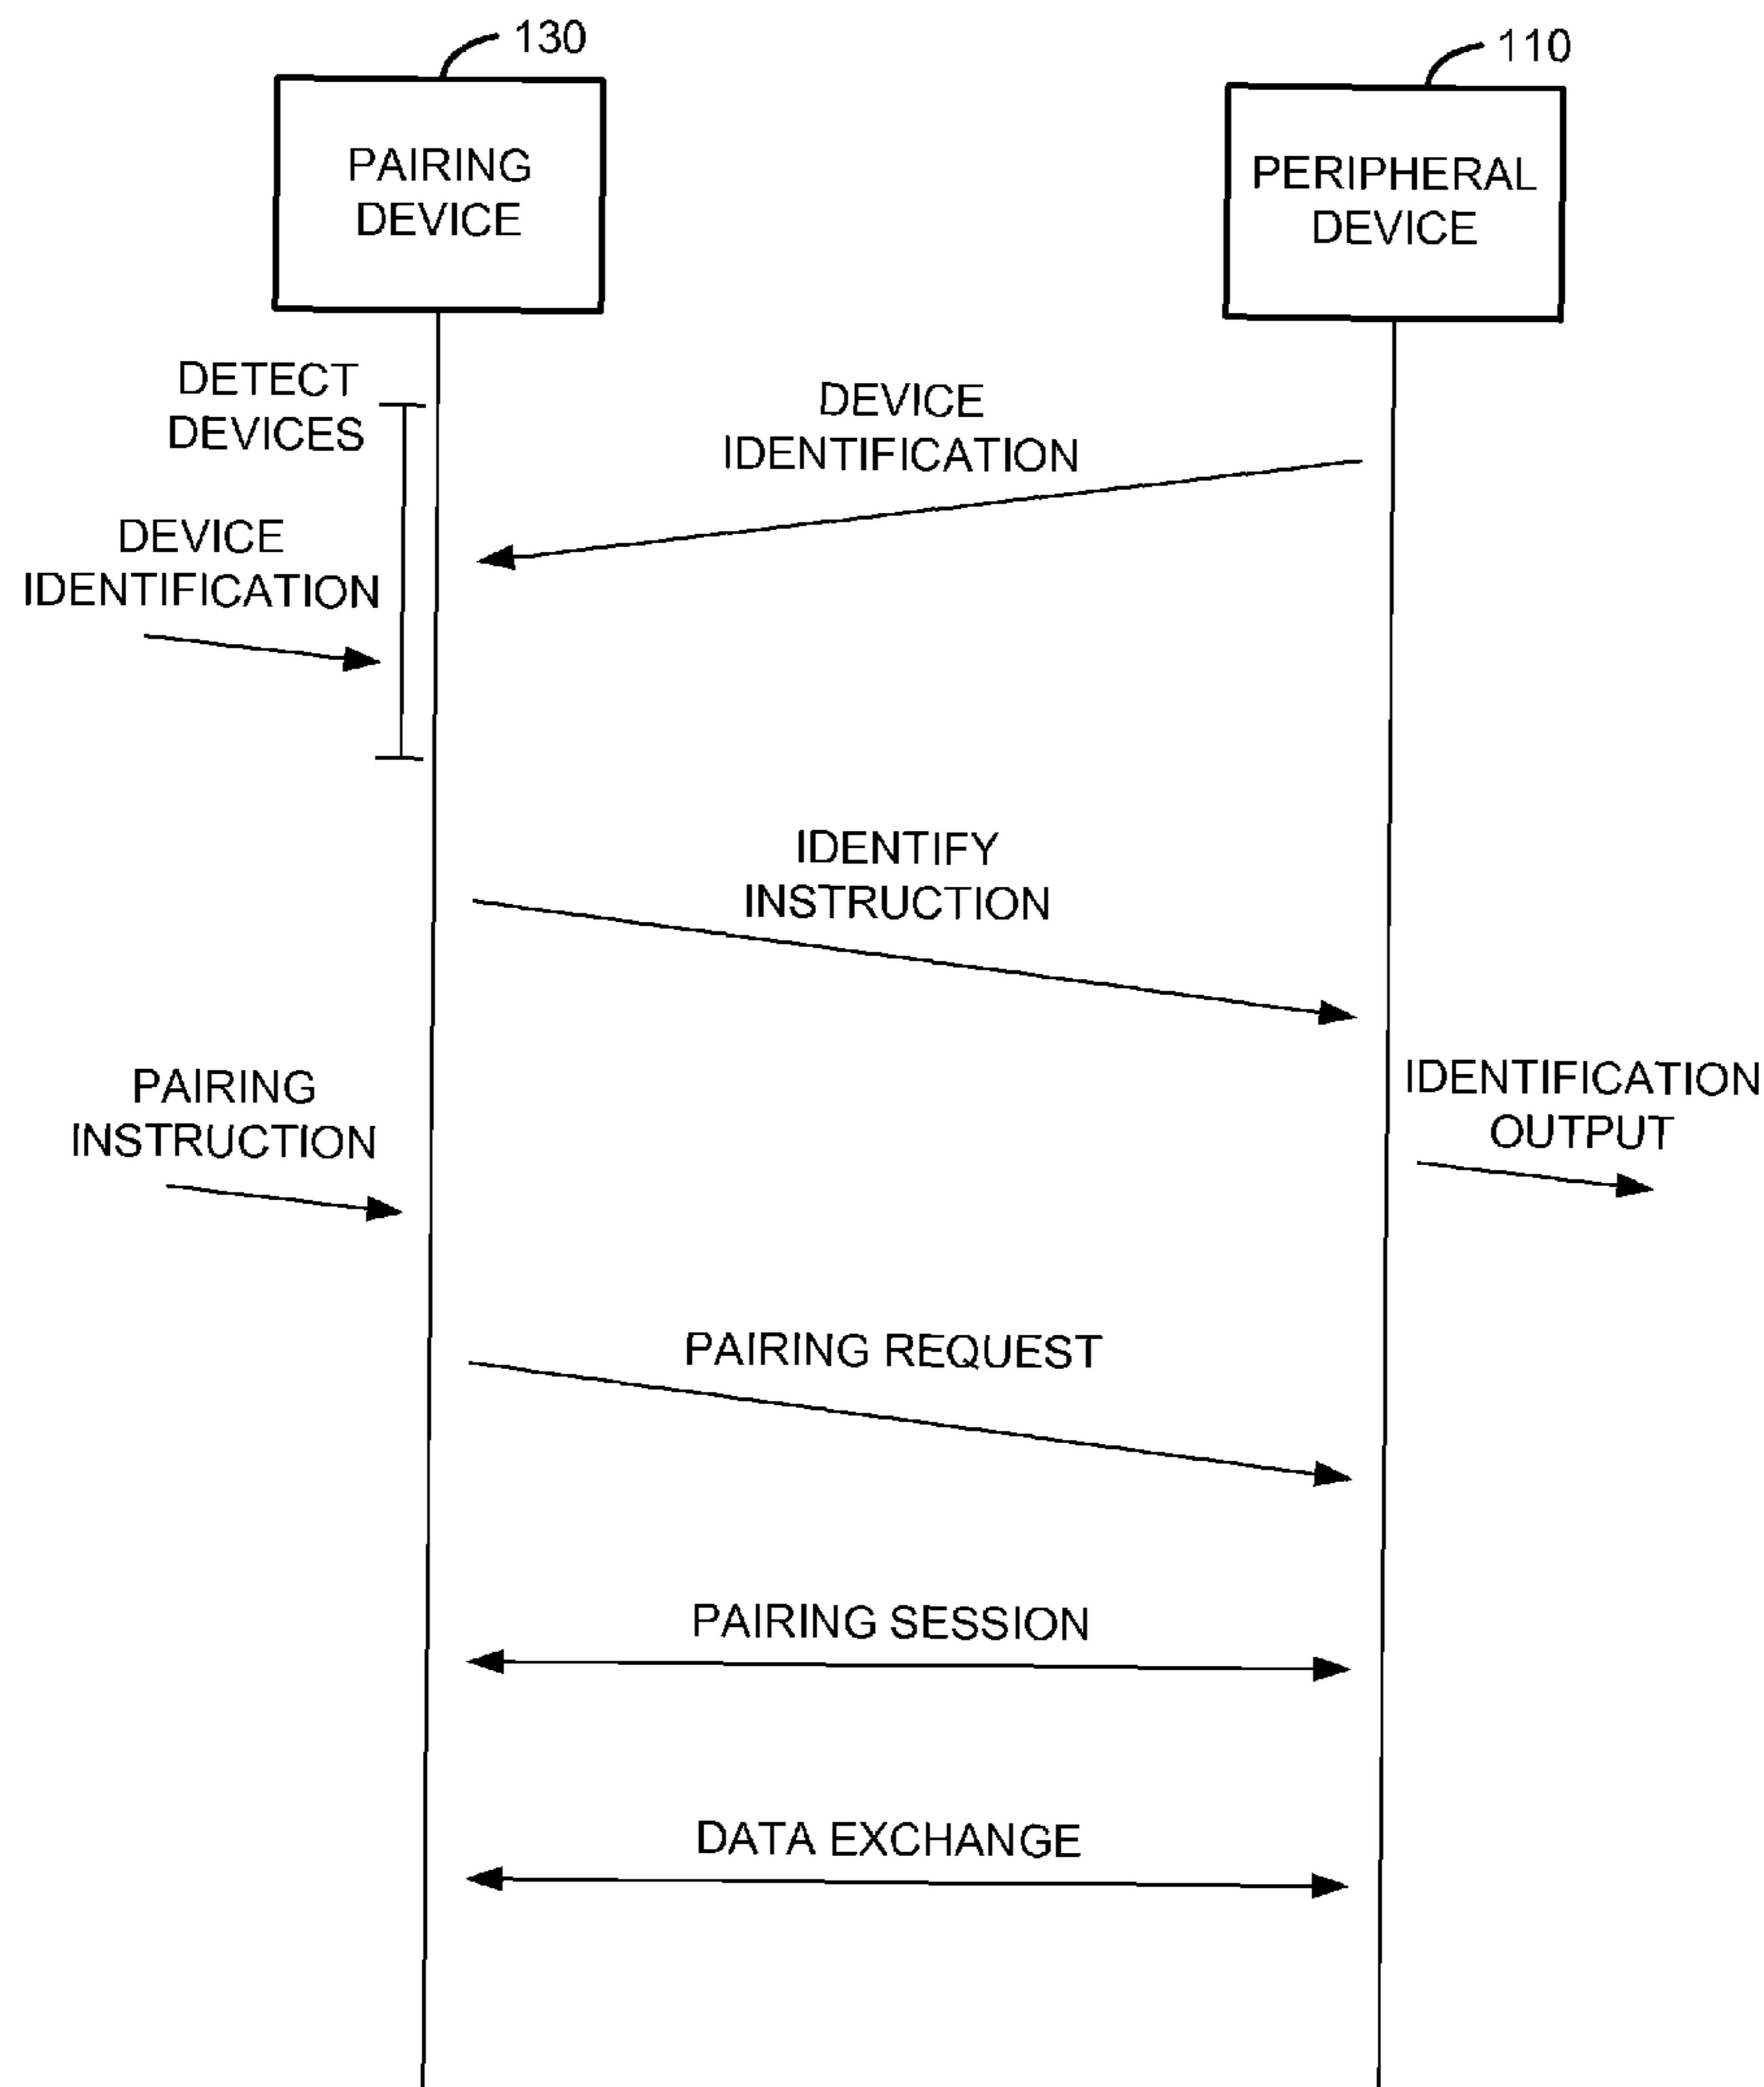 130
110
PAIRING
DEVICE
PERIPHERAL
DEVICE
DETECT
DEVICES
DEVICE
IDENTIFICATION
DEVICE
IDENTIFICATION
IDENTIFY
INSTRUCTION
PAIRING
INSTRUCTION
IDENTIFICATION
OUTPUT
PAIRING REQUEST
PAIRING SESSION
DATA EXCHANGE